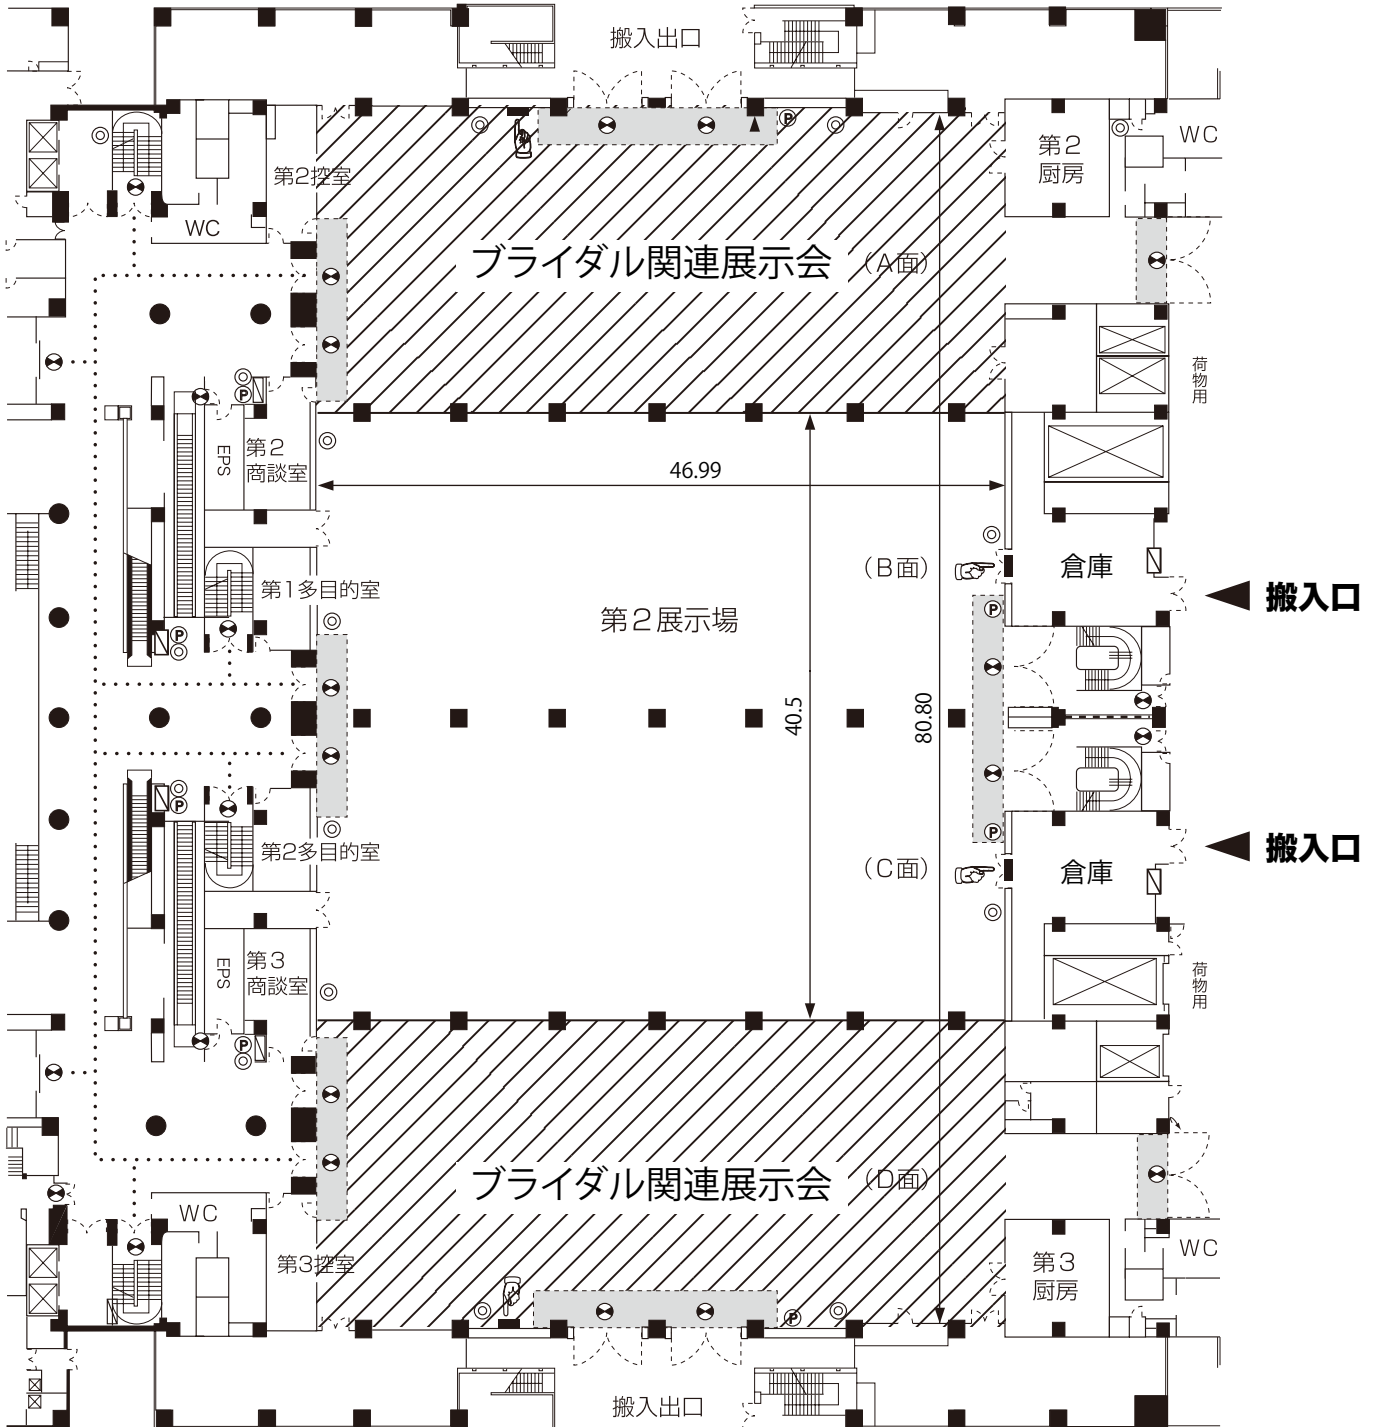 搬入出口
P
WC
第2
厨房
第2控室
WC
ブライダル関連展示会
(A面)
荷物用
P
EPS
第2
商談室
46.99
(B面)
倉庫
搬入口
第1多目的室
P
第2展示場
P
40.5
80.80
P
P
第2多目的室
(C面)
倉庫
搬入口
EPS
第3
商談室
荷物用
P
ブライダル関連展示会
(D面)
WC
第3控室
第3
厨房
WC
P
搬入出口